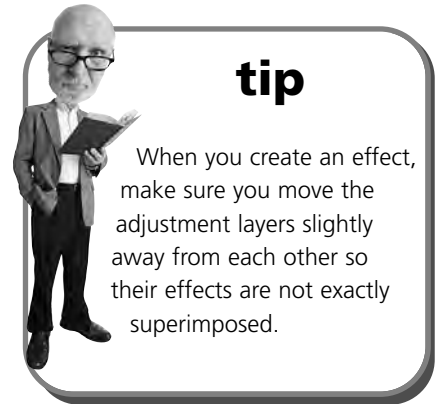 tip
When you create an effect,
make sure you move the
adjustment layers slightly
away from each other so
their effects are not exactly
superimposed.